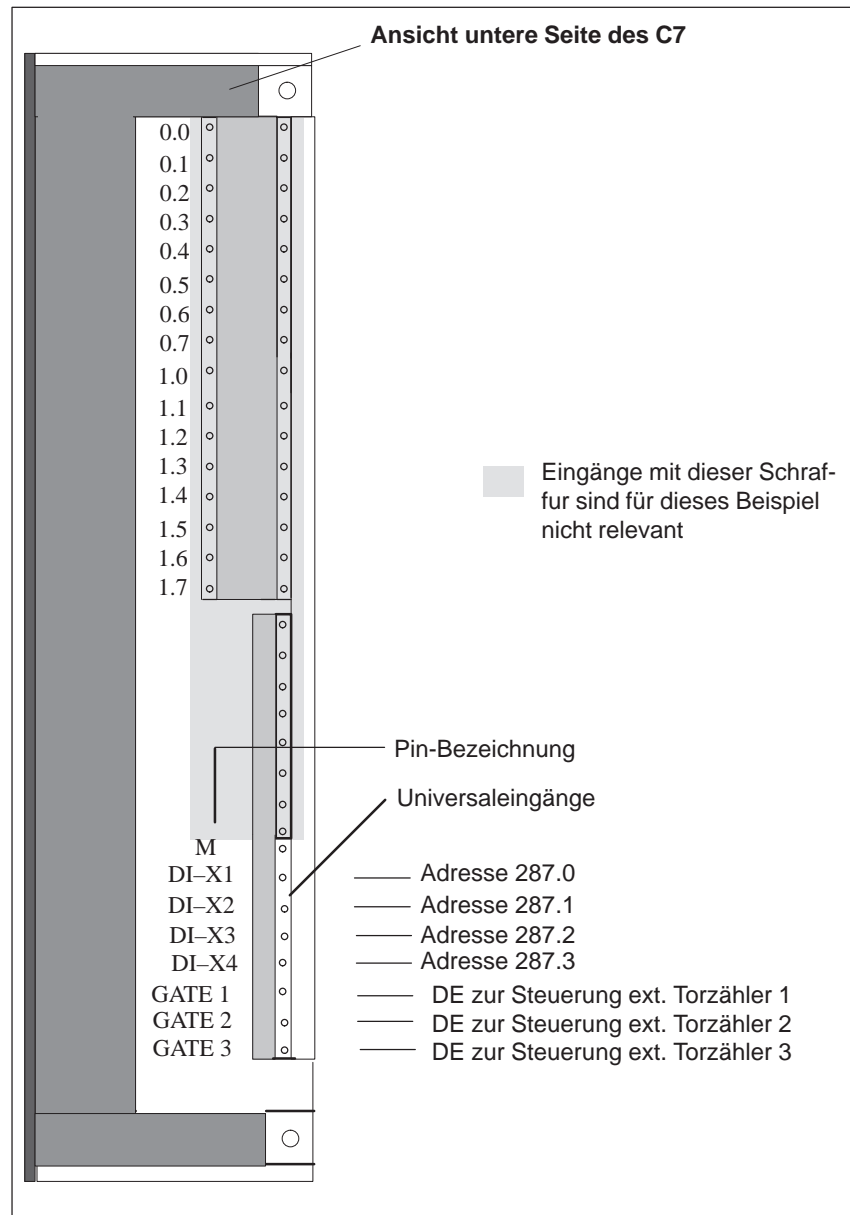 Ansicht untere Seite des C7
0.0
0.1
0.2
0.3
0.4
0.5
0.6
0.7
1.0
1.1
1.2
1.3
1.4
1.5
1.6
1.7
Eingänge mit dieser Schraf-
fur sind für dieses Beispiel
nicht relevant
Pin-Bezeichnung
Universaleingänge
M
DI–X1 Adresse 287.0
DI–X2 Adresse 287.1
DI–X3 Adresse 287.2
DI–X4 Adresse 287.3
GATE 1 DE zur Steuerung ext. Torzähler 1
GATE 2 DE zur Steuerung ext. Torzähler 2
GATE 3 DE zur Steuerung ext. Torzähler 3